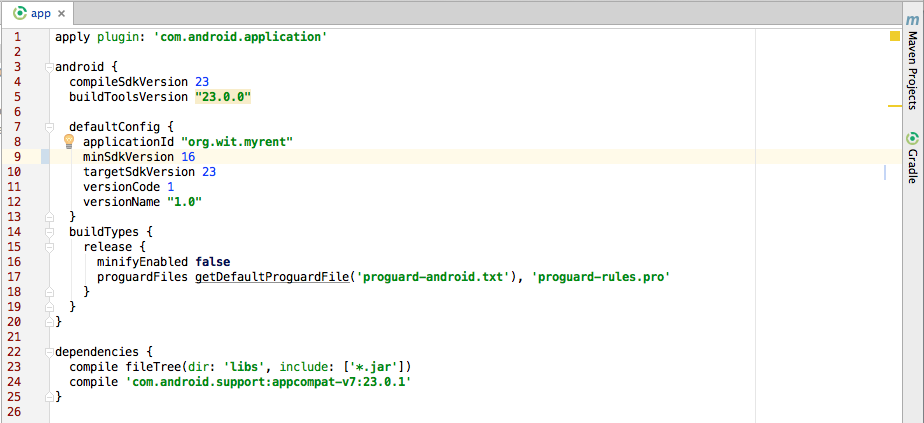 app
1 apply plugin: 'com.android.application'
2
3 android {
4 compileSdkVersion 23
5 buildToolsVersion "23.0.0"
6
7 defaultConfig {
8 applicationId "org.wit.myrent"
9 minSdkVersion 16
10 targetSdkVersion 23
11 versionCode 1
12 versionName "1.0"
13 }
14 buildTypes {
15 release {
16 minifyEnabled false
17 proguardFiles getDefaultProguardFile('proguard-android.txt'), 'proguard-rules.pro'
18 }
19 }
20 }
21
22 dependencies {
23 compile fileTree(dir: 'libs', include: ['*.jar'])
24 compile 'com.android.support:appcompat-v7:23.0.1'
25 }
26
m Maven Projects
Gradle